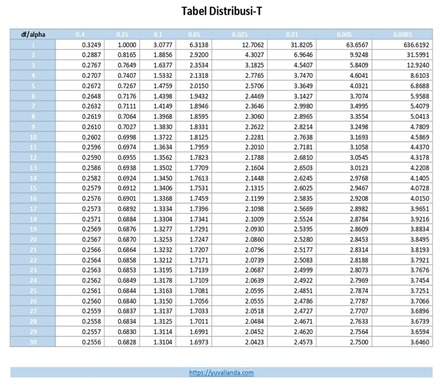 Tabel Distribusi-T
df/alpha 0.4 0.25 0.1 0.05 0.025 0.01 0.005 0.0005
1 0.3249 1.0000 3.0777 6.3138 12.7062 31.8205 63.6567 636.6192
2 0.2887 0.8165 1.8856 2.9200 4.3027 6.9646 9.9248 31.5991
3 0.2767 0.7649 1.6377 2.3534 3.1825 4.5407 5.8409 12.9240
4 0.2707 0.7407 1.5332 2.1318 2.7765 3.7470 4.6041 8.6103
5 0.2672 0.7267 1.4759 2.0150 2.5706 3.3649 4.0321 6.8688
6 0.2648 0.7176 1.4398 1.9432 2.4469 3.1427 3.7074 5.9588
7 0.2632 0.7111 1.4149 1.8946 2.3646 2.9980 3.4995 5.4079
8 0.2619 0.7064 1.3968 1.8595 2.3060 2.8965 3.3554 5.0413
9 0.2610 0.7027 1.3830 1.8331 2.2622 2.8214 3.2498 4.7809
10 0.2602 0.6998 1.3722 1.8125 2.2281 2.7638 3.1693 4.5869
11 0.2596 0.6974 1.3634 1.7959 2.2010 2.7181 3.1058 4.4370
12 0.2590 0.6955 1.3562 1.7823 2.1788 2.6810 3.0545 4.3178
13 0.2586 0.6938 1.3502 1.7709 2.1604 2.6503 3.0123 4.2208
14 0.2582 0.6924 1.3450 1.7613 2.1448 2.6245 2.9768 4.1405
15 0.2579 0.6912 1.3406 1.7531 2.1315 2.6025 2.9467 4.0728
16 0.2576 0.6901 1.3368 1.7459 2.1199 2.5835 2.9208 4.0150
17 0.2573 0.6892 1.3334 1.7396 2.1098 2.5669 2.8982 3.9651
18 0.2571 0.6884 1.3304 1.7341 2.1009 2.5524 2.8784 3.9216
19 0.2569 0.6876 1.3277 1.7291 2.0930 2.5395 2.8609 3.8834
20 0.2567 0.6870 1.3253 1.7247 2.0860 2.5280 2.8453 3.8495
21 0.2566 0.6864 1.3232 1.7207 2.0796 2.5177 2.8314 3.8193
22 0.2564 0.6858 1.3212 1.7171 2.0739 2.5083 2.8188 3.7921
23 0.2563 0.6853 1.3195 1.7139 2.0687 2.4999 2.8073 3.7676
24 0.2562 0.6849 1.3178 1.7109 2.0639 2.4922 2.7969 3.7454
25 0.2561 0.6844 1.3163 1.7081 2.0595 2.4851 2.7874 3.7251
26 0.2560 0.6840 1.3150 1.7056 2.0555 2.4786 2.7787 3.7066
27 0.2559 0.6837 1.3137 1.7033 2.0518 2.4727 2.7707 3.6896
28 0.2558 0.6834 1.3125 1.7011 2.0484 2.4671 2.7633 3.6739
29 0.2557 0.6830 1.3114 1.6991 2.0452 2.4620 2.7564 3.6594
30 0.2556 0.6828 1.3104 1.6973 2.0423 2.4573 2.7500 3.6460
https://yuvalianda.com